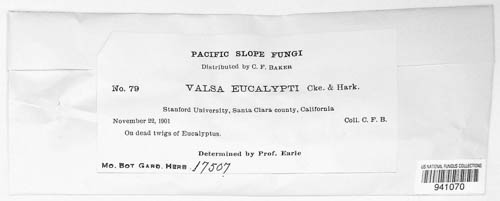 PACIFIC SLOPE FUNGI
Distributed by C. F. BAKER
No. 79 VALSA EUCALYPTI Cke. & Hark.
Stanford University, Santa Clara county, California
November 22, 1901 Coll. C. F. B.
On dead twigs of Eucalyptus.
Determined by Prof. Earle
MO. BOT GARD. HERB. 17507
US NATIONAL FUNGUS COLLECTIONS
941070